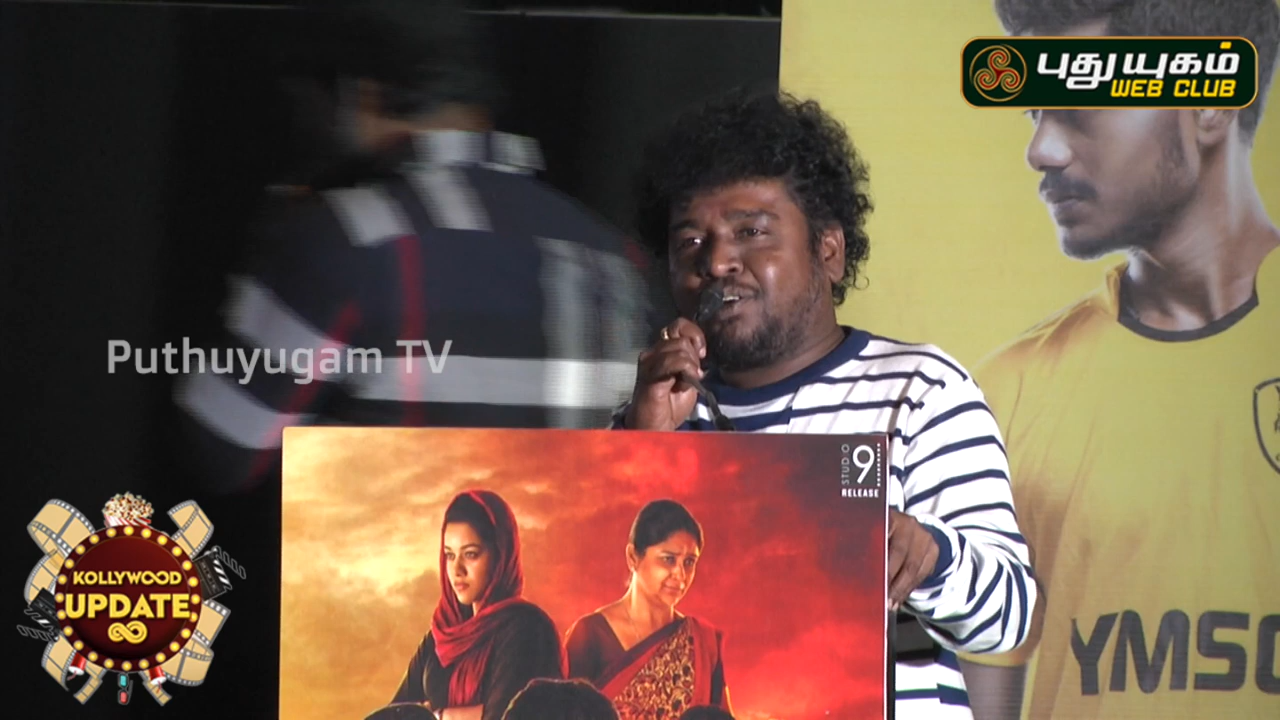 புதுயுகம்
WEB CLUB
Puthuyugam TV
STUDIO
9
RELEASE
KOLLYWOOD
UPDATE
YMSC